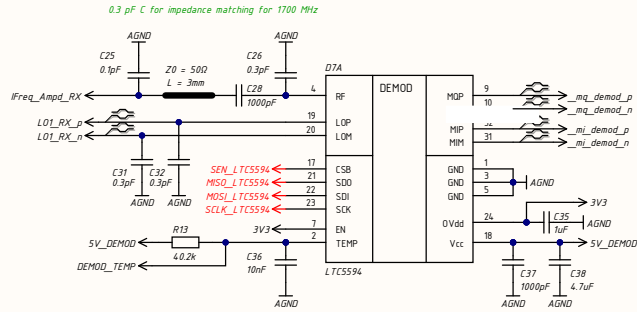 0.3 pF C for impedance matching for 1700 MHz
AGND
AGND
C25
0.1pF
Z0 = 50Ω
L = 3mm
C26
0.3pF
D7A
IFreq_Ampd_RX
C28
1000pF
4
RF
DEMOD
MQP
9
_mq_demod_p
10
_mq_demod_n
LO1_RX_p
19
LOP
LO1_RX_n
20
LOM
MIP
_mi_demod_p
MIM
31
_mi_demod_n
C31
0.3pF
C32
0.3pF
AGND
AGND
SEN_LTC5594
17
CSB
MISO_LTC5594
21
SDO
MOSI_LTC5594
22
SDI
SCLK_LTC5594
23
SCK
GND
1
GND
3
AGND
GND
5
3V3
7
EN
OVdd
24
3V3
C35
1uF
AGND
5V_DEMOD
R13
40.2k
2
TEMP
Vcc
18
5V_DEMOD
DEMOD_TEMP
C36
10nF
LTC5594
C37
1000pF
C38
4.7uF
AGND
AGND
AGND